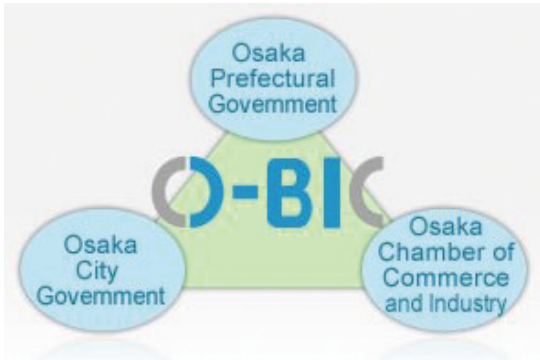 Osaka
Prefectural
Government
O-BIC
Osaka
City
Government
Osaka
Chamber of
Commerce
and Industry